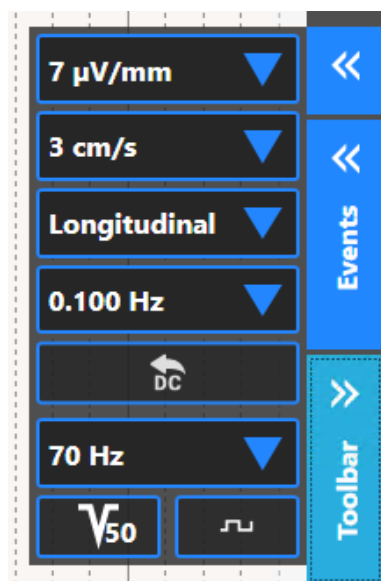 7 µV/mm
3 cm/s
Longitudinal
0.100 Hz
DC
70 Hz
50
Events
Toolbar